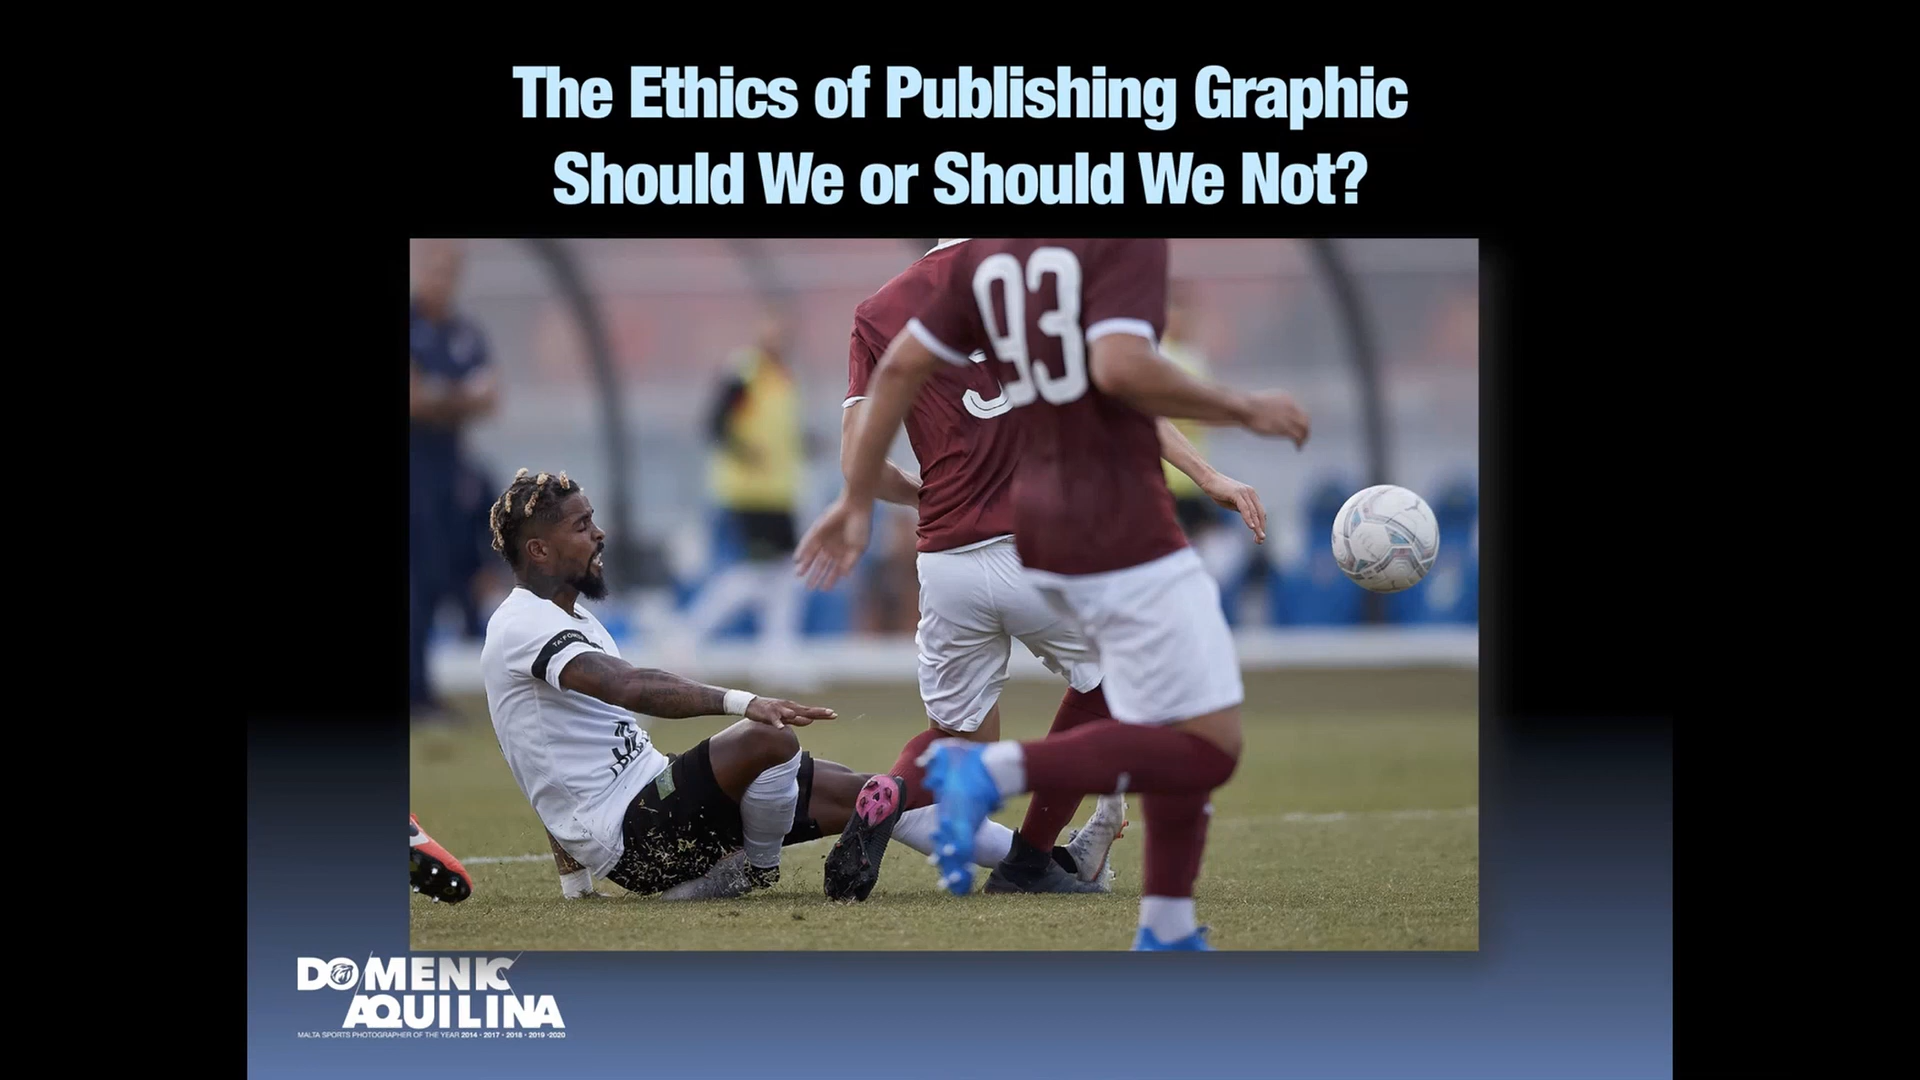 The Ethics of Publishing Graphic
Should We or Should We Not?
93
DOMENIC
AQUILINA
MALTA SPORTS PHOTOGRAPHER OF THE YEAR 2014 • 2017 • 2018 • 2019 •2020